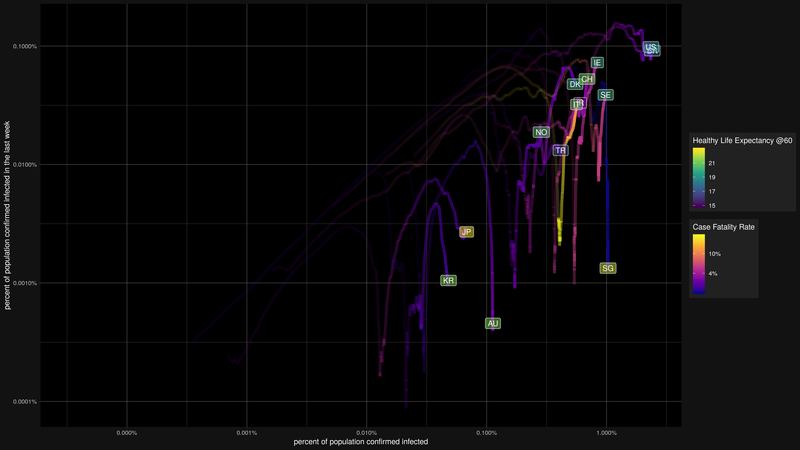 percent of population confirmed infected in the last week
0.1000%
0.0100%
0.0010%
0.0001%
US
IE
CH
DK
SE
IT
NO
TR
JP
SG
KR
AU
0.000%
0.001%
0.010%
0.100%
1.000%
percent of population confirmed infected
Healthy Life Expectancy @60
21
19
17
15
Case Fatality Rate
10%
4%